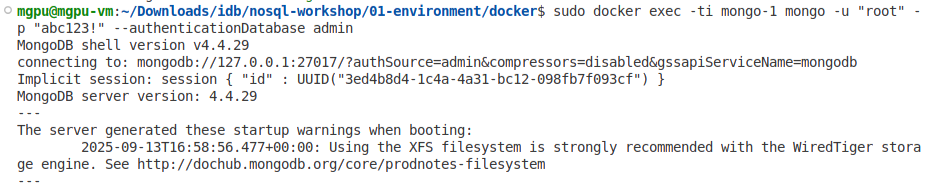 mgpu@mgpu-vm:~/Downloads/idb/nosql-workshop/01-environment/docker$ sudo docker exec -ti mongo-1 mongo -u "root" -
p "abc123!" --authenticationDatabase admin
MongoDB shell version v4.4.29
connecting to: mongodb://127.0.0.1:27017/?authSource=admin&compressors=disabled&gssapiServiceName=mongodb
Implicit session: session { "id" : UUID("3ed4b8d4-1c4a-4a31-bc12-098fb7f093cf") }
MongoDB server version: 4.4.29
---
The server generated these startup warnings when booting:
        2025-09-13T16:58:56.477+00:00: Using the XFS filesystem is strongly recommended with the WiredTiger stora
ge engine. See http://dochub.mongodb.org/core/prodnotes-filesystem
---